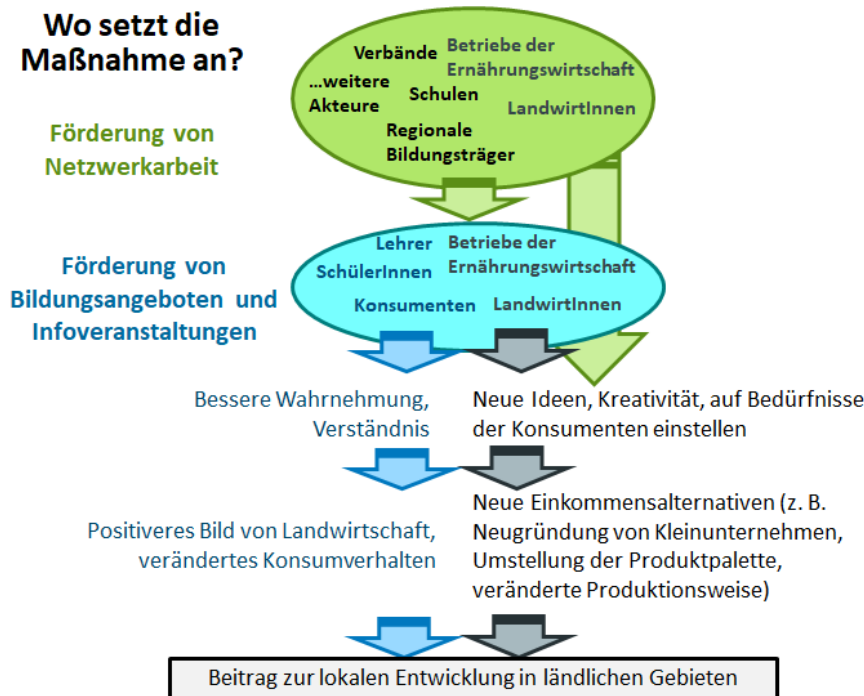 Wo setzt die
Maßnahme an?
Förderung von
Netzwerkarbeit
Verbände
Betriebe der
Ernährungswirtschaft
...weitere
Akteure
Schulen
LandwirtInnen
Regionale
Bildungsträger
Förderung von
Bildungsangeboten und
Infoveranstaltungen
Lehrer
Betriebe der
Ernährungswirtschaft
SchülerInnen
Konsumenten
LandwirtInnen
Bessere Wahrnehmung,
Verständnis
Neue Ideen, Kreativität, auf Bedürfnisse
der Konsumenten einstellen
Positiveres Bild von Landwirtschaft,
verändertes Konsumverhalten
Neue Einkommensalternativen (z. B.
Neugründung von Kleinunternehmen,
Umstellung der Produktpalette,
veränderte Produktionsweise)
Beitrag zur lokalen Entwicklung in ländlichen Gebieten